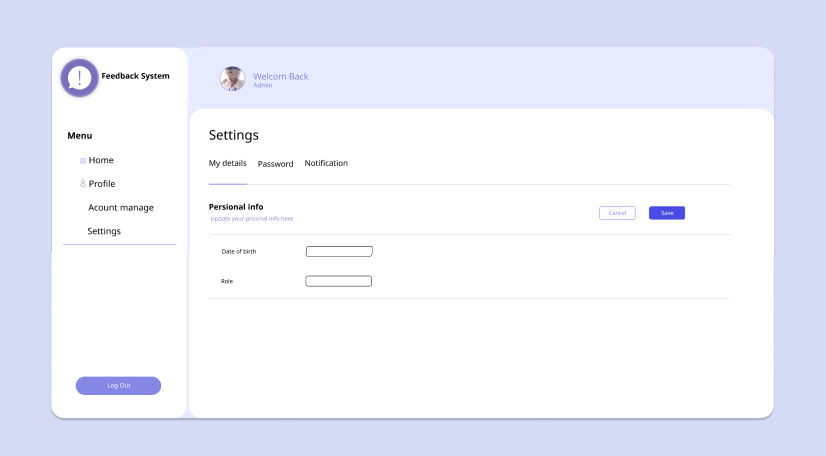 Feedback System
Welcom Back
Admin
Menu
Home
Profile
Acount manage
Settings
Log Out
Settings
My details
Password
Notification
Persional info
Update your prsional info here
Cancel
Save
Date of birth
Role